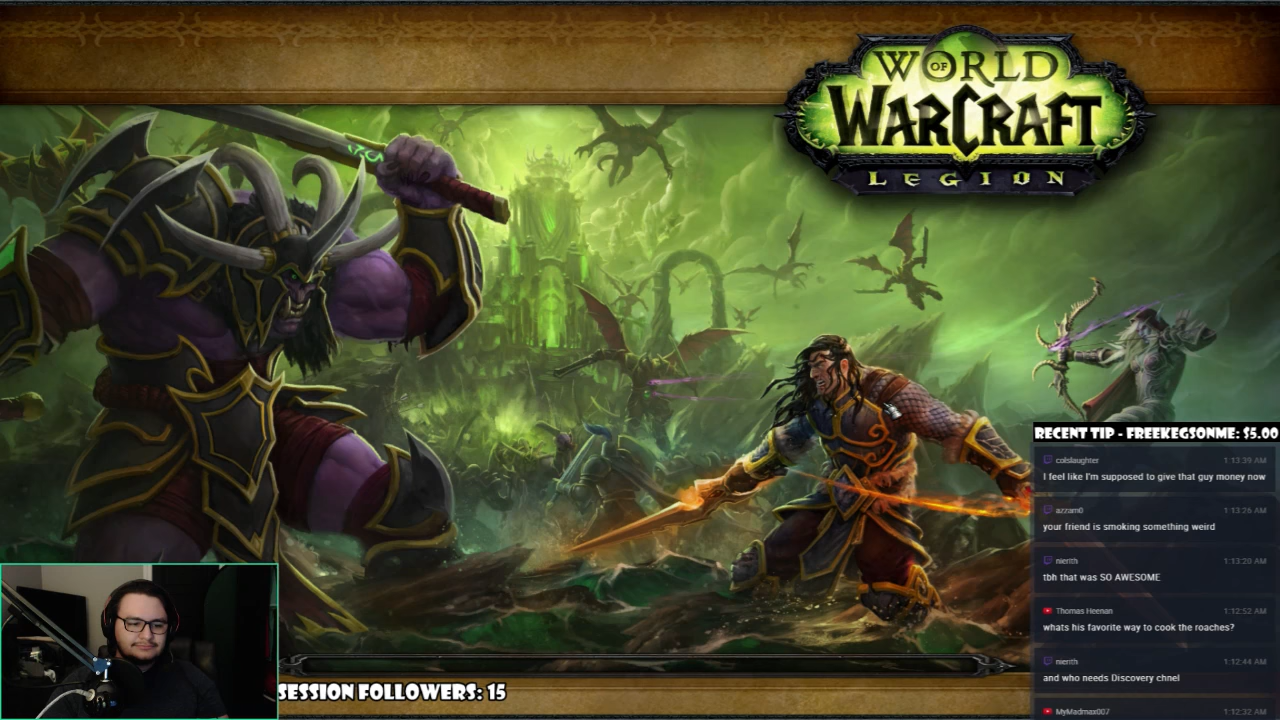 WORLD
OF
WARCRAFT
LEGION
RECENT TIP - FREEKEGSONME: $5.00
colslaughter 1:13:39 AM
I feel like I'm supposed to give that guy money now
azzam0 1:13:26 AM
your friend is smoking something weird
nierith 1:13:20 AM
tbh that was SO AWESOME
Thomas Heenan 1:12:52 AM
whats his favorite way to cook the roaches?
nierith 1:12:44 AM
and who needs Discovery chnel
MyMadmax007 1:12:32 AM
SESSION FOLLOWERS: 15